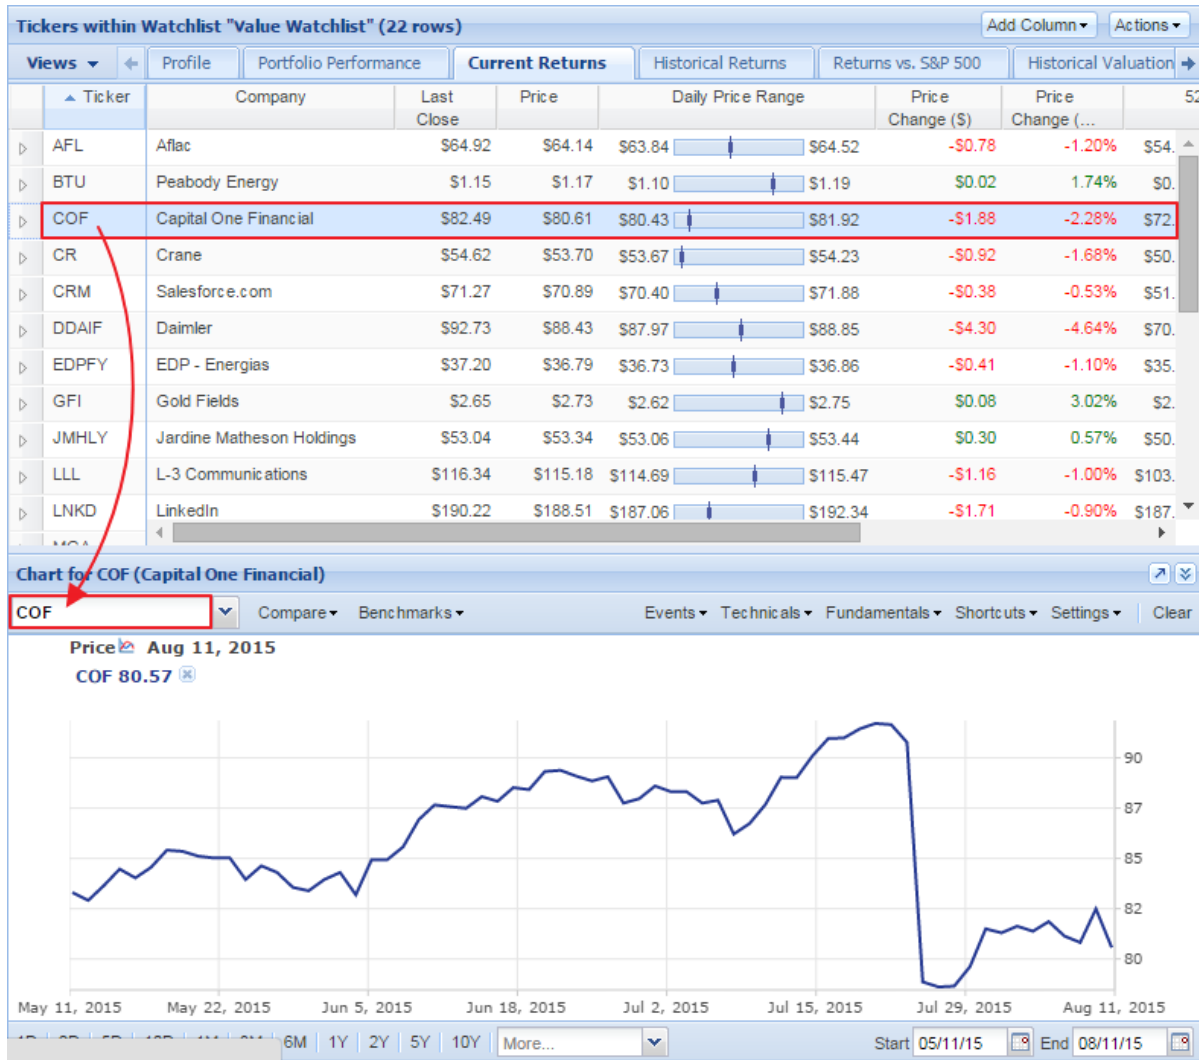 Tickers within Watchlist "Value Watchlist" (22 rows) Add Column Actions
Views Profile Portfolio Performance Current Returns Historical Returns Returns vs. S&P 500 Historical Valuation
Ticker Company Last Close Price Daily Price Range Price Change ($) Price Change (... 52
AFL Aflac $64.92 $64.14 $63.84 $64.52 -$0.78 -1.20% $54.
BTU Peabody Energy $1.15 $1.17 $1.10 $1.19 $0.02 1.74% $0.
COF Capital One Financial $82.49 $80.61 $80.43 $81.92 -$1.88 -2.28% $72.
CR Crane $54.62 $53.70 $53.67 $54.23 -$0.92 -1.68% $50.
CRM Salesforce.com $71.27 $70.89 $70.40 $71.88 -$0.38 -0.53% $51.
DDAIF Daimler $92.73 $88.43 $87.97 $88.85 -$4.30 -4.64% $70.
EDPFY EDP - Energias $37.20 $36.79 $36.73 $36.86 -$0.41 -1.10% $35.
GFI Gold Fields $2.65 $2.73 $2.62 $2.75 $0.08 3.02% $2.
JMHLY Jardine Matheson Holdings $53.04 $53.34 $53.06 $53.44 $0.30 0.57% $50.
LLL L-3 Communications $116.34 $115.18 $114.69 $115.47 -$1.16 -1.00% $103.
LNKD LinkedIn $190.22 $188.51 $187.06 $192.34 -$1.71 -0.90% $187.
Chart for COF (Capital One Financial)
COF Compare Benchmarks Events Technicals Fundamentals Shortcuts Settings Clear
Price Aug 11, 2015
COF 80.57
90
87
85
82
80
May 11, 2015 May 22, 2015 Jun 5, 2015 Jun 18, 2015 Jul 2, 2015 Jul 15, 2015 Jul 29, 2015 Aug 11, 2015
6M 1Y 2Y 5Y 10Y More... Start 05/11/15 End 08/11/15